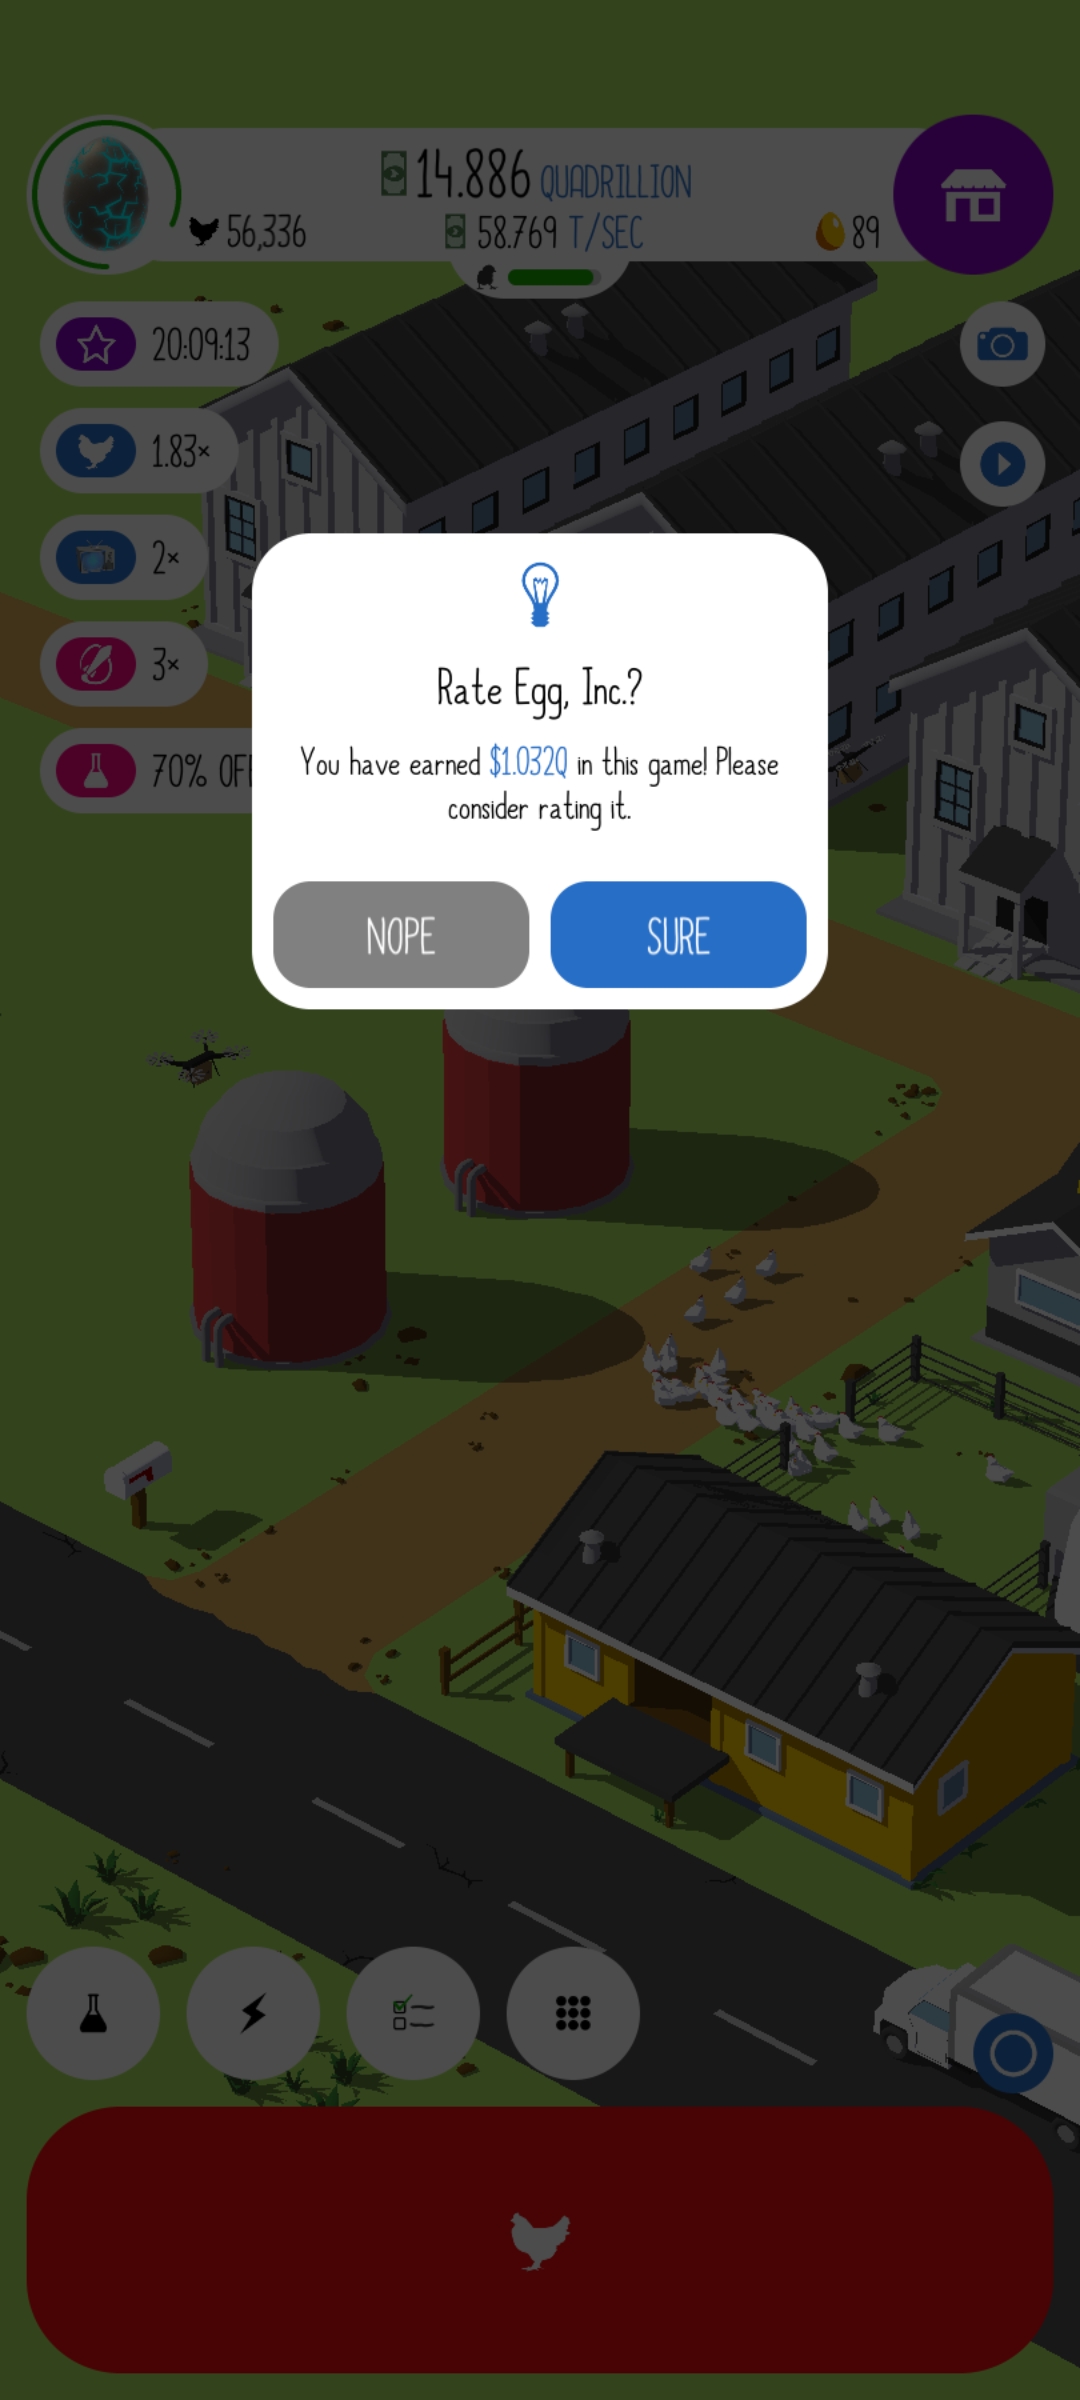 14.886 QUADRILLION
56,336
58.769 T/SEC
89
20:09:13
1.83×
2×
3×
70% OF
Rate Egg, Inc.?
You have earned $1.032Q in this game! Please
consider rating it.
NOPE
SURE